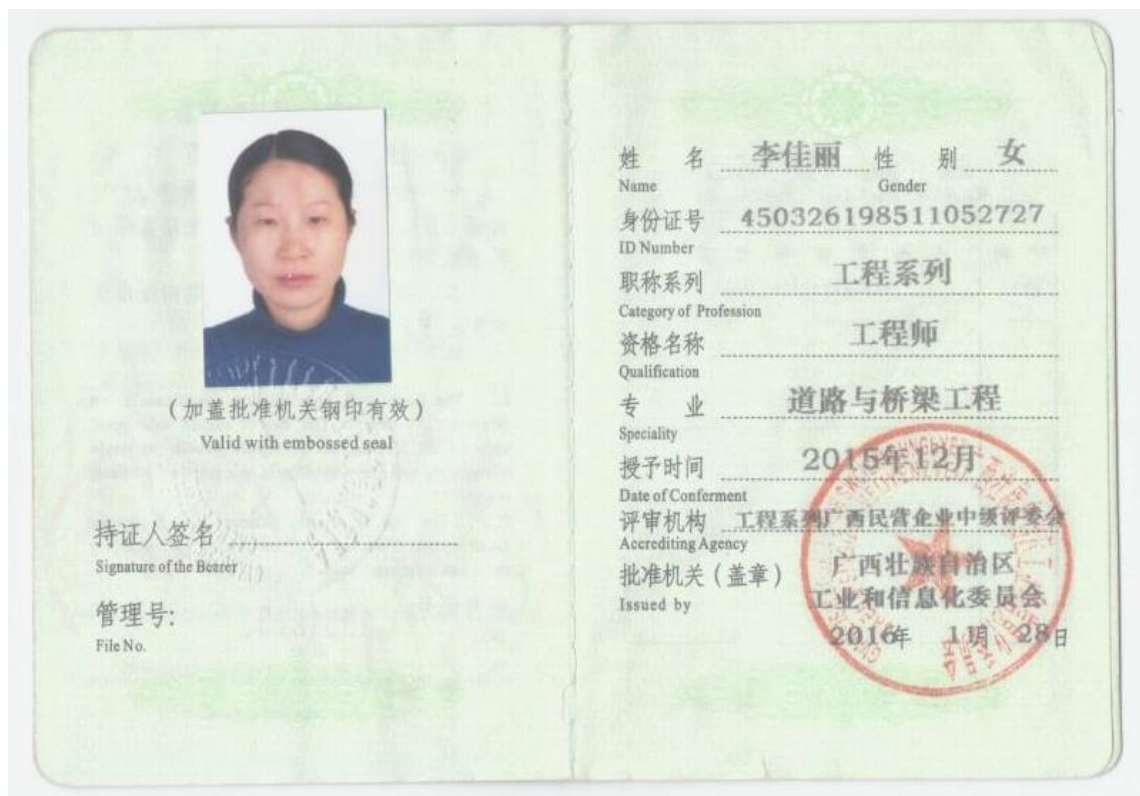 (加盖批准机关钢印有效)
Valid with embossed seal
持证人签名
Signature of the Bearer
管理号:
File No.
姓 名 李佳丽 性 别 女
Name Gender
身份证号 450326198511052727
ID Number
职称系列 工程系列
Category of Profession
资格名称 工程师
Qualification
专 业 道路与桥梁工程
Speciality
授予时间 2015年12月
Date of Conferment
评审机构 工程系列广西民营企业中级评委会
Accrediting Agency
批准机关(盖章) 广西壮族自治区
Issued by 工业和信息化委员会
2016年 11月 28日